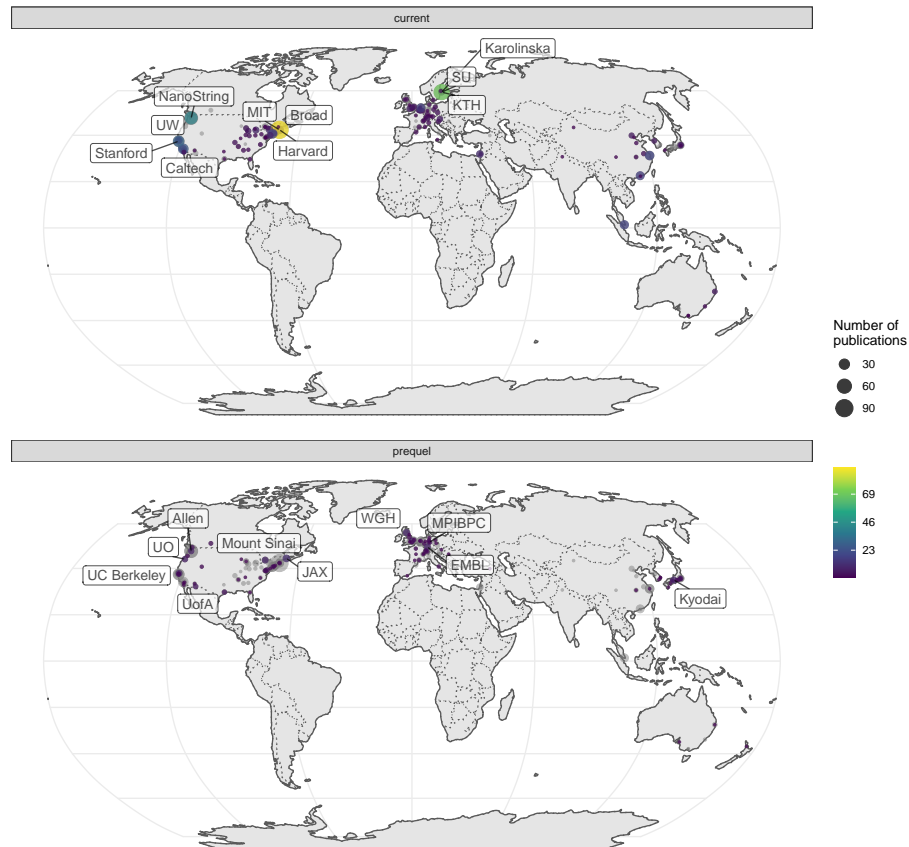 current
Karolinska
SU
NanoString
MIT
Broad
KTH
UW
Stanford
Harvard
Caltech
Number of
publications
30
60
90
prequel
69
46
23
WGH
MPIBPC
Allen
UO
Mount Sinai
EMBL
JAX
UC Berkeley
Kyodai
UofA